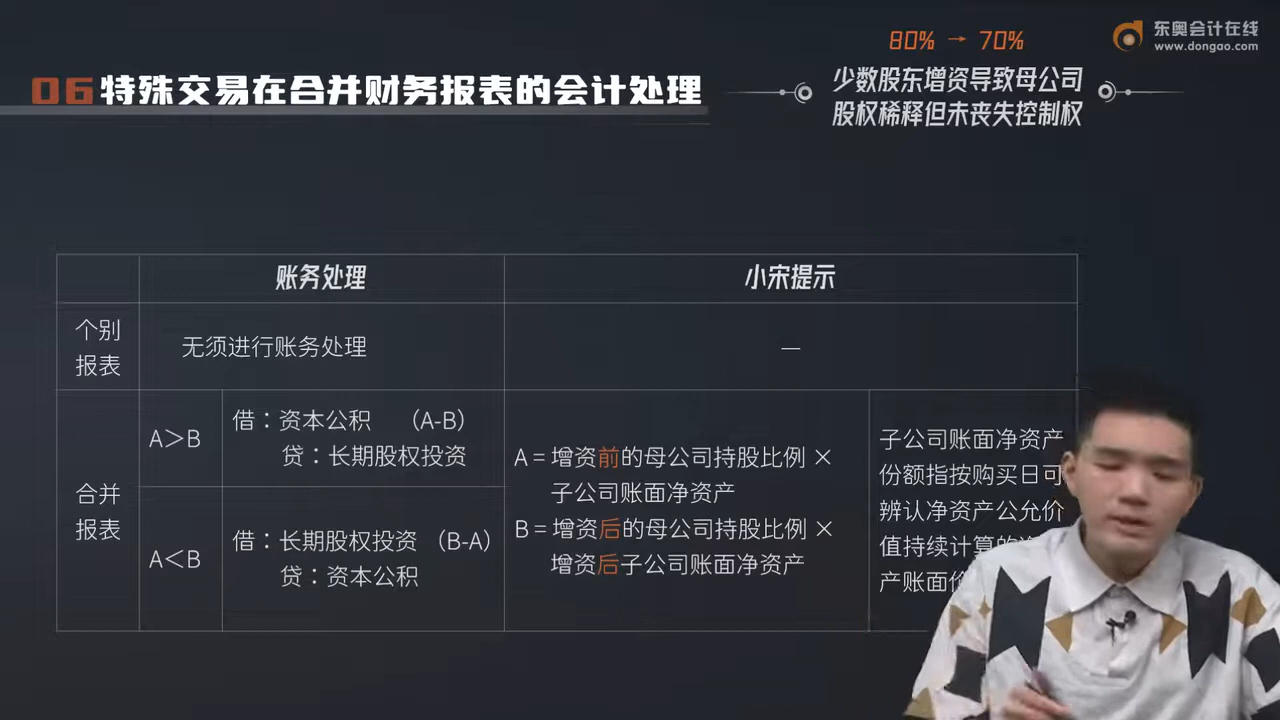 80% → 70%
东奥会计在线
www.dongao.com
06 特殊交易在合并财务报表的会计处理
少数股东增资导致母公司
股权稀释但未丧失控制权
账务处理
小宋提示
个别
报表
无须进行账务处理
—
合并
报表
A＞B
借：资本公积 （A-B）
贷：长期股权投资
A＜B
借：长期股权投资 （B-A）
贷：资本公积
A = 增资前的母公司持股比例 ×
子公司账面净资产
B = 增资后的母公司持股比例 ×
增资后子公司账面净资产
子公司账面净资产
份额指按购买日可
辨认净资产公允价
值持续计算的
产账面